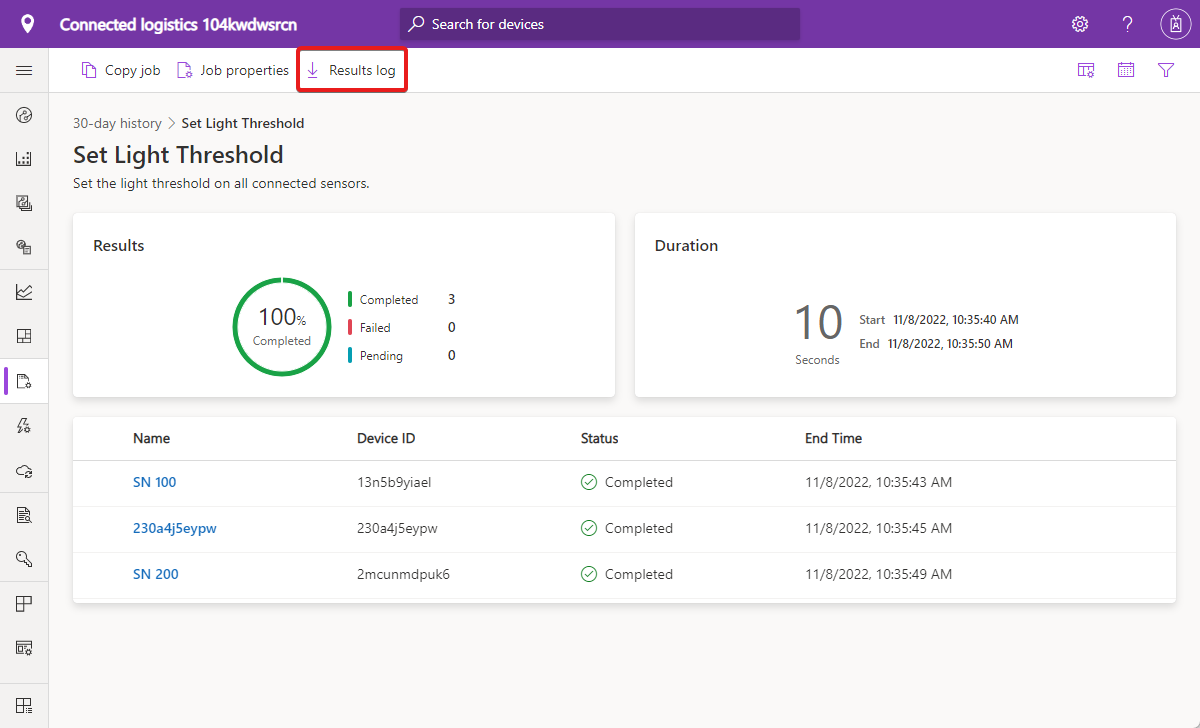 Connected logistics 104kwdwsrcn
Search for devices
?
Copy job Job properties Results log
30-day history > Set Light Threshold
Set Light Threshold
Set the light threshold on all connected sensors.
Results
100%
Completed
Completed 3
Failed 0
Pending 0
Duration
10
Seconds
Start 11/8/2022, 10:35:40 AM
End 11/8/2022, 10:35:50 AM
Name Device ID Status End Time
SN 100 13n5b9yiael Completed 11/8/2022, 10:35:43 AM
230a4j5eypw 230a4j5eypw Completed 11/8/2022, 10:35:45 AM
SN 200 2mcunmdpuk6 Completed 11/8/2022, 10:35:49 AM